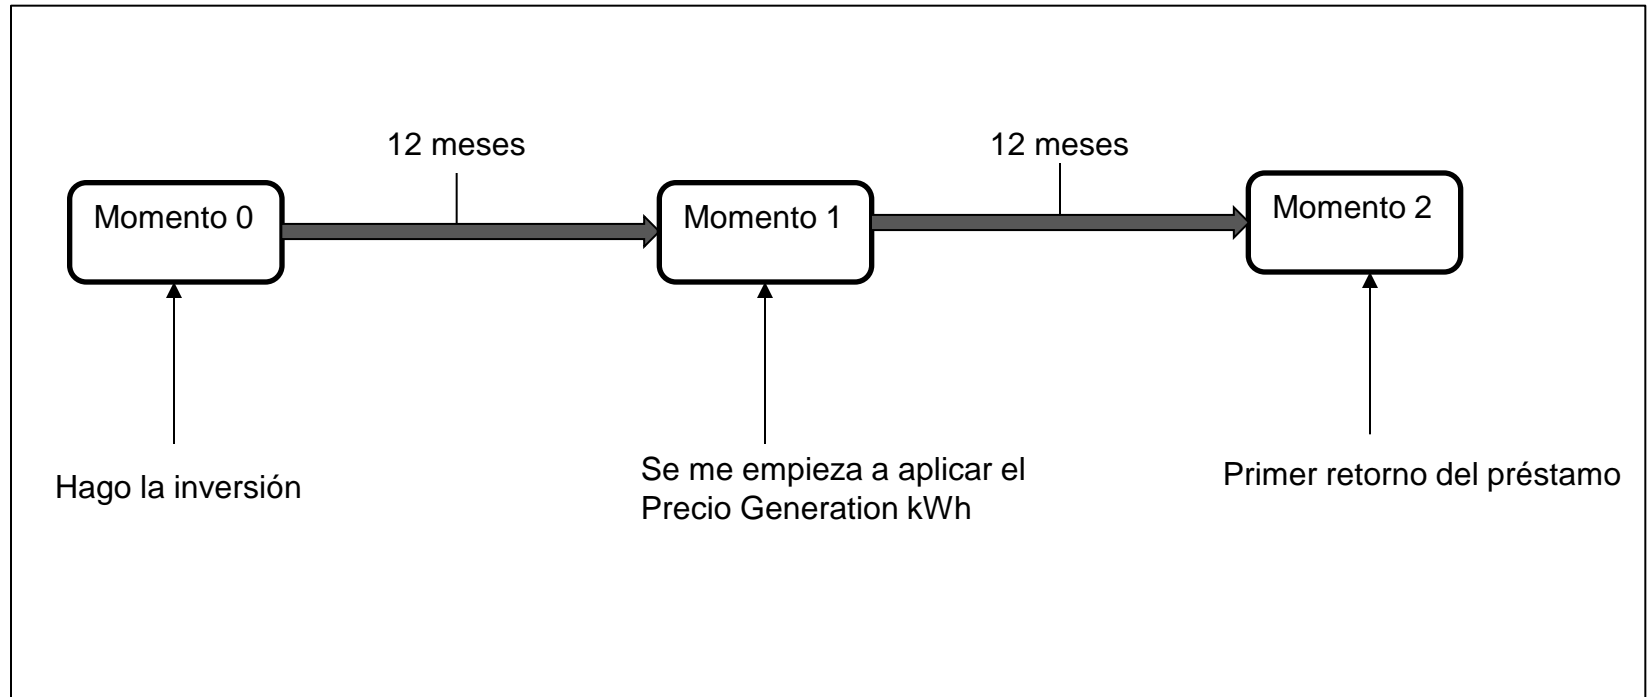 12 meses
12 meses
Momento 0
Momento 1
Momento 2
Hago la inversión
Se me empieza a aplicar el
Precio Generation kWh
Primer retorno del préstamo